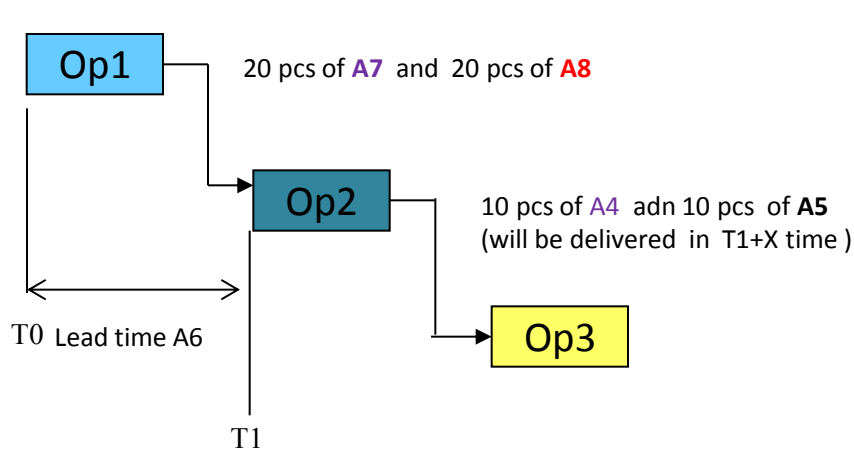 Op1
20 pcs of A7 and 20 pcs of A8
Op2
10 pcs of A4 adn 10 pcs of A5
(will be delivered in T1+X time )
T0 Lead time A6
Op3
T1